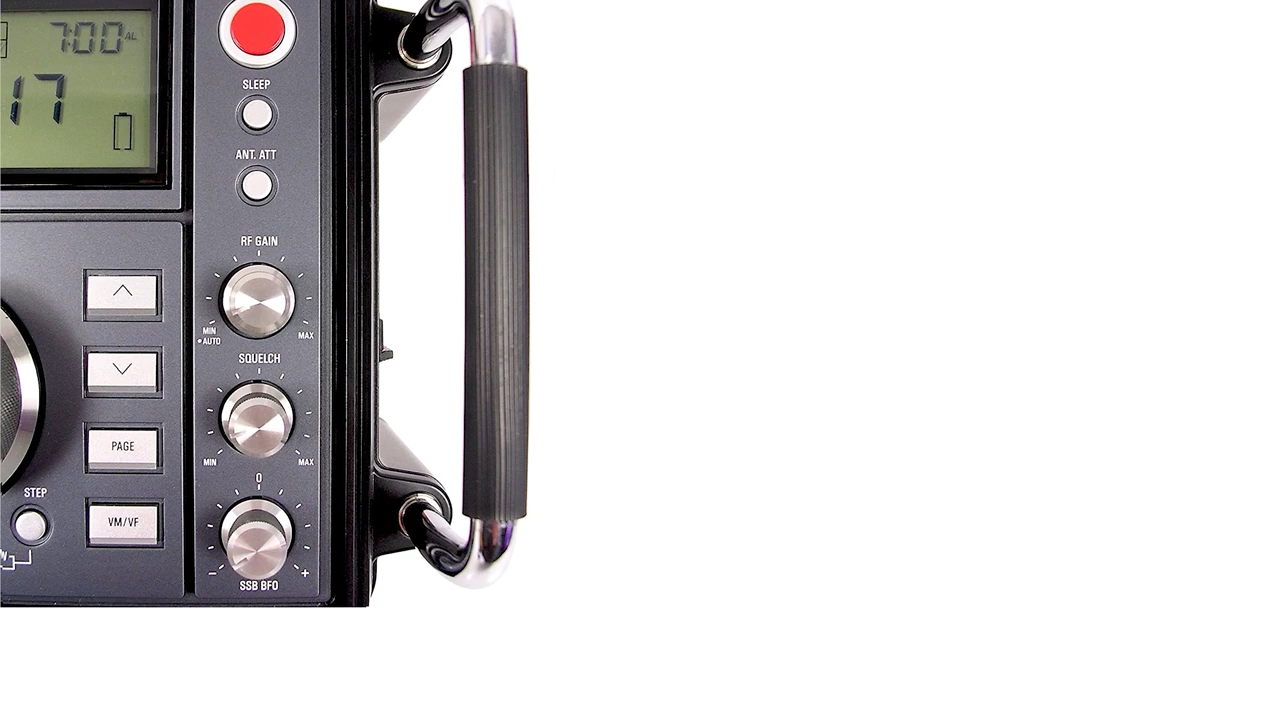 7:00 AL
17
SLEEP
ANT. ATT
RF GAIN
MIN
•AUTO
MAX
SQUELCH
MIN
MAX
0
−
+
SSB BFO
PAGE
VM/VF
STEP